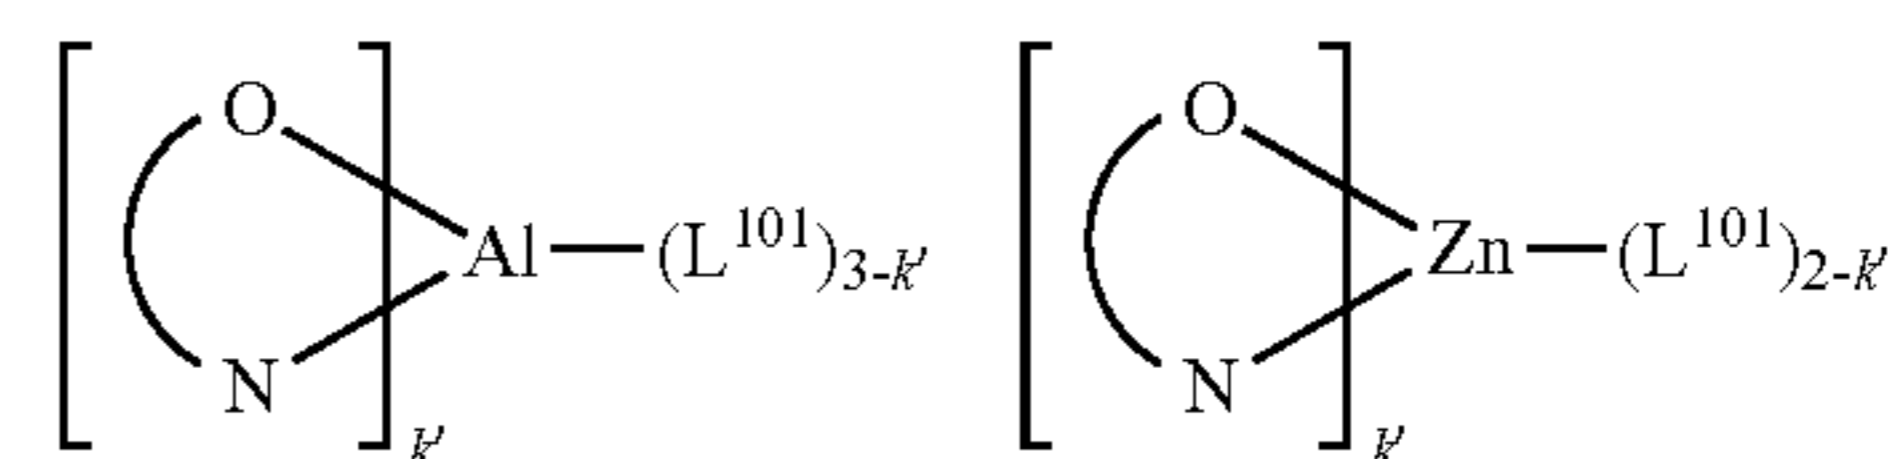 O O
Al—(L¹⁰¹)₃₋ₖ′ Zn—(L¹⁰¹)₂₋ₖ′
N N
k′ k′